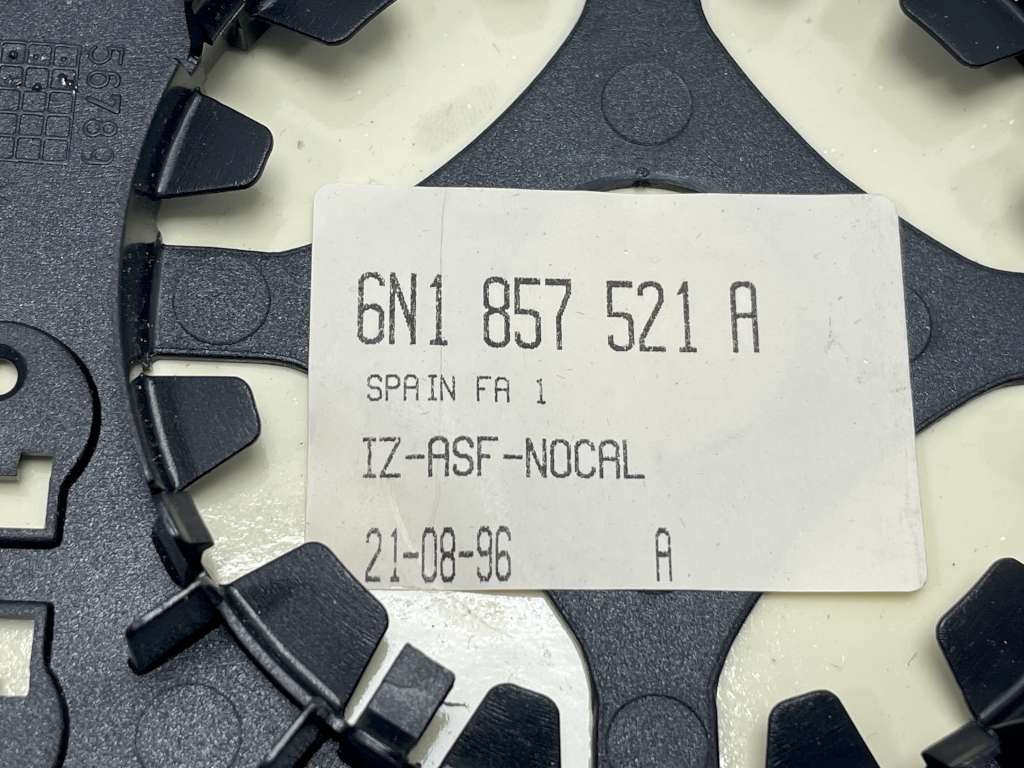 56789
6N1 857 521 A
SPAIN FA 1
IZ-ASF-NOCAL
21-08-96 A